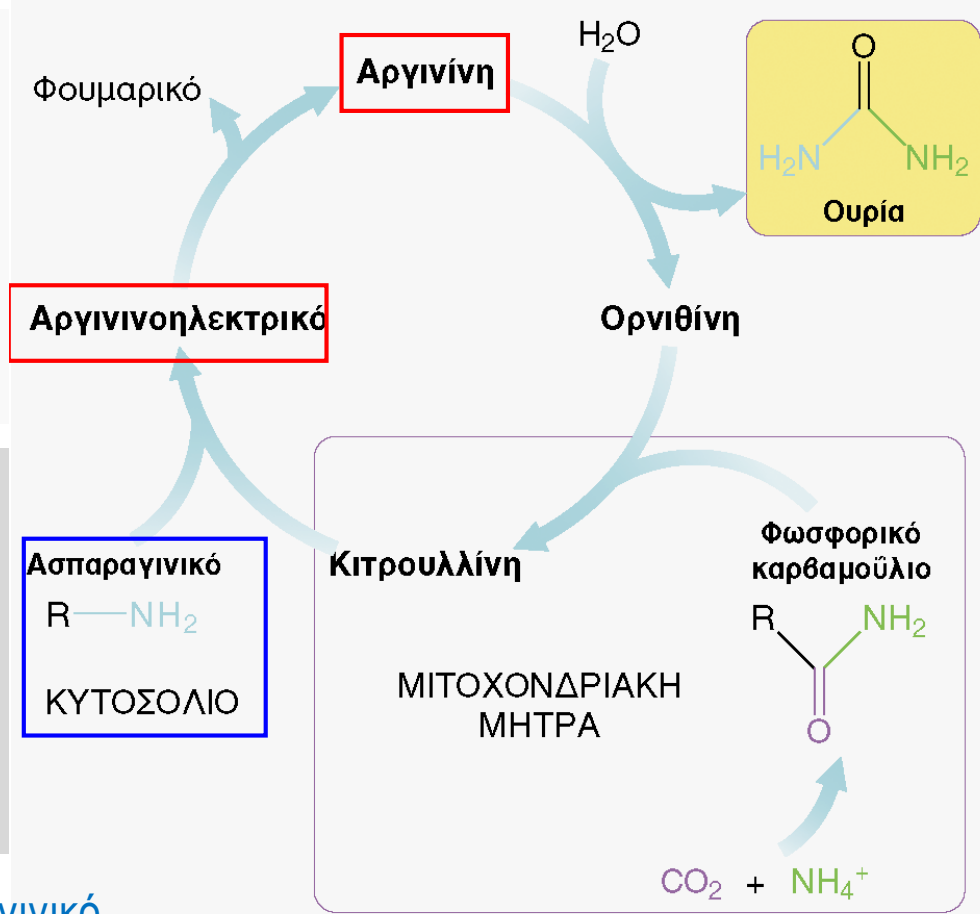 H₂O
Αργινίνη
Φουμαρικό
O
H₂N
NH₂
Ουρία
Αργινινοηλεκτρικό
Ορνιθίνη
Ασπαραγινικό
R—NH₂
ΚΥΤΟΣΟΛΙΟ
Κιτρουλλίνη
ΜΙΤΟΧΟΝΔΡΙΑΚΗ
ΜΗΤΡΑ
Φωσφορικό
καρβαμοΰλιο
R
NH₂
O
CO₂ + NH₄⁺